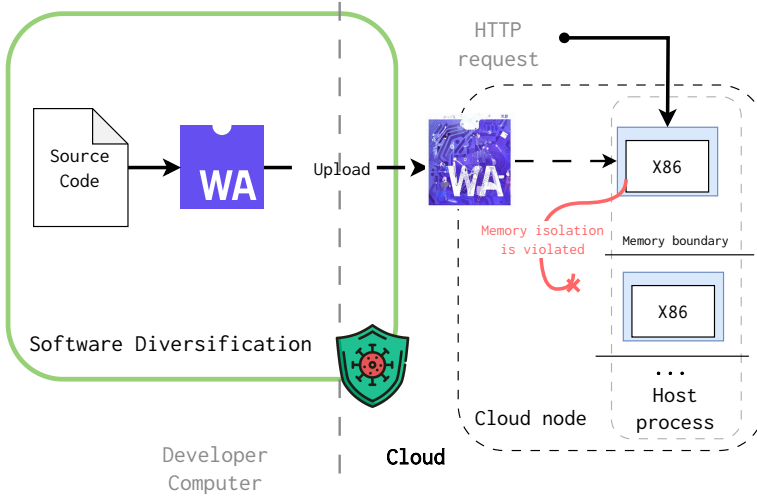 HTTP
request
Source
Code
WA
Upload
WA
X86
Memory isolation
is violated
Memory boundary
X86
Software Diversification
...
Host
process
Cloud node
Developer
Computer
Cloud